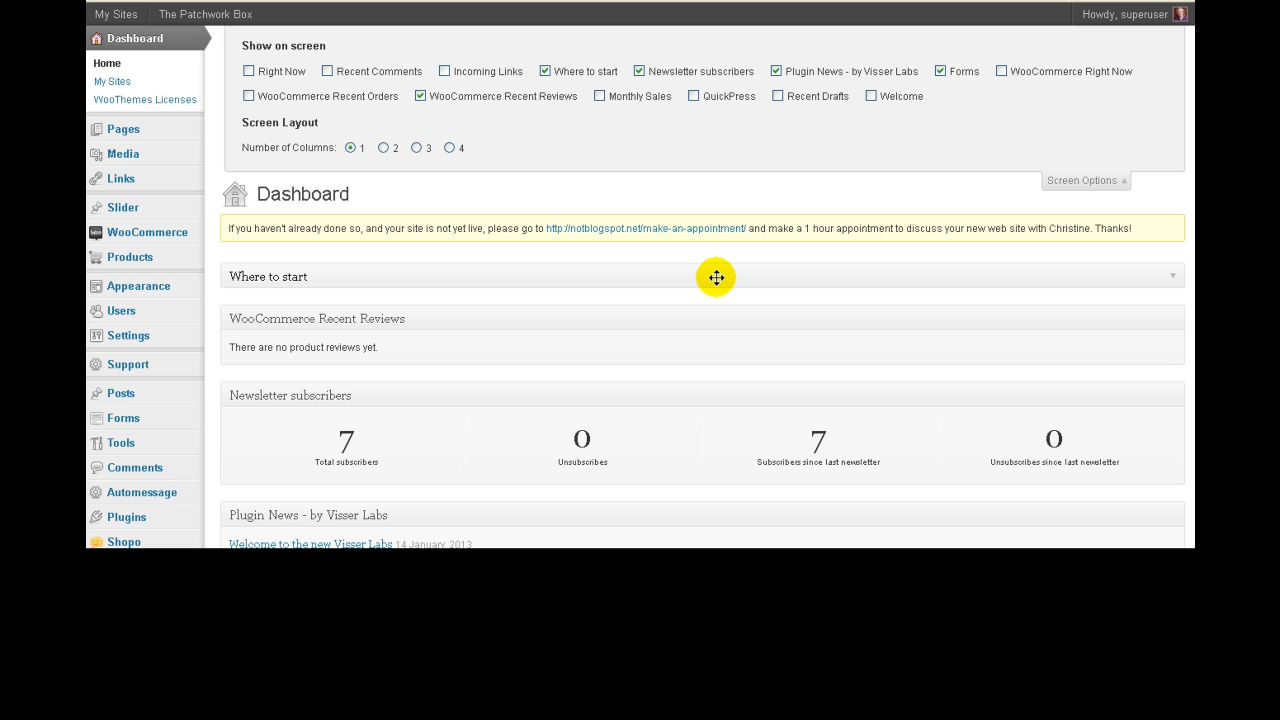 My Sites The Patchwork Box Howdy, superuser
Dashboard
Home
My Sites
WooThemes Licenses
Pages
Media
Links
Slider
WooCommerce
Products
Appearance
Users
Settings
Support
Posts
Forms
Tools
Comments
Automessage
Plugins
Shopo
Show on screen
Right Now Recent Comments Incoming Links Where to start Newsletter subscribers Plugin News - by Visser Labs Forms WooCommerce Right Now
WooCommerce Recent Orders WooCommerce Recent Reviews Monthly Sales QuickPress Recent Drafts Welcome
Screen Layout
Number of Columns: 1 2 3 4
Screen Options
Dashboard
If you haven't already done so, and your site is not yet live, please go to http://notblogspot.net/make-an-appointment/ and make a 1 hour appointment to discuss your new web site with Christine. Thanks!
Where to start
WooCommerce Recent Reviews
There are no product reviews yet.
Newsletter subscribers
7 0 7 0
Total subscribers Unsubscribes Subscribers since last newsletter Unsubscribes since last newsletter
Plugin News - by Visser Labs
Welcome to the new Visser Labs 14 January, 2013